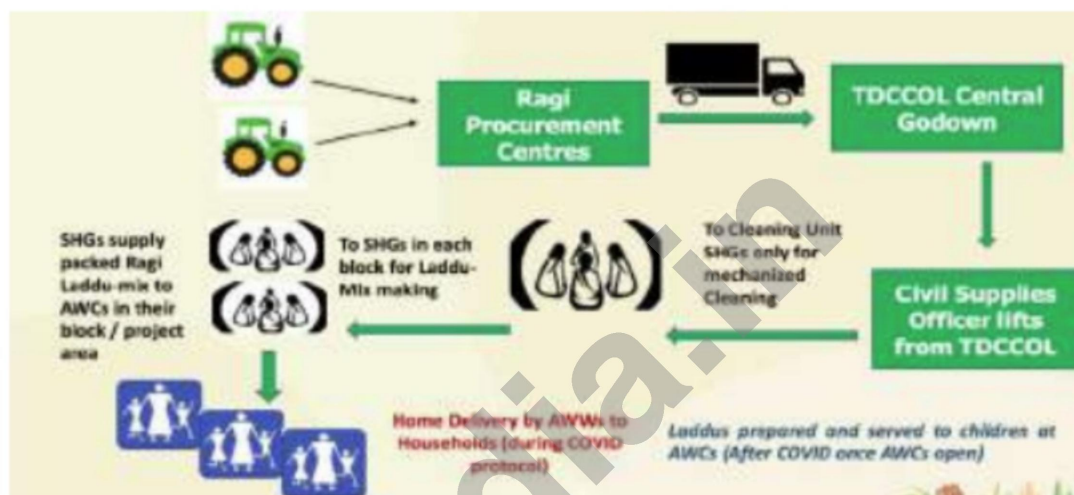 Ragi
Procurement
Centres
TDCCOL Central
Godown
SHGs supply
packed Ragi
Laddu-mix to
AWCs in their
block / project
area
To SHGs in each
block for Laddu-
Mix making
To Cleaning Unit
SHGs only for
mechanized
Cleaning
Civil Supplies
Officer lifts
from TDCCOL
Home Delivery by AWWs to
Households (during COVID
protocol)
Laddus prepared and served to children at
AWCs (After COVID once AWCs open)
dia.in